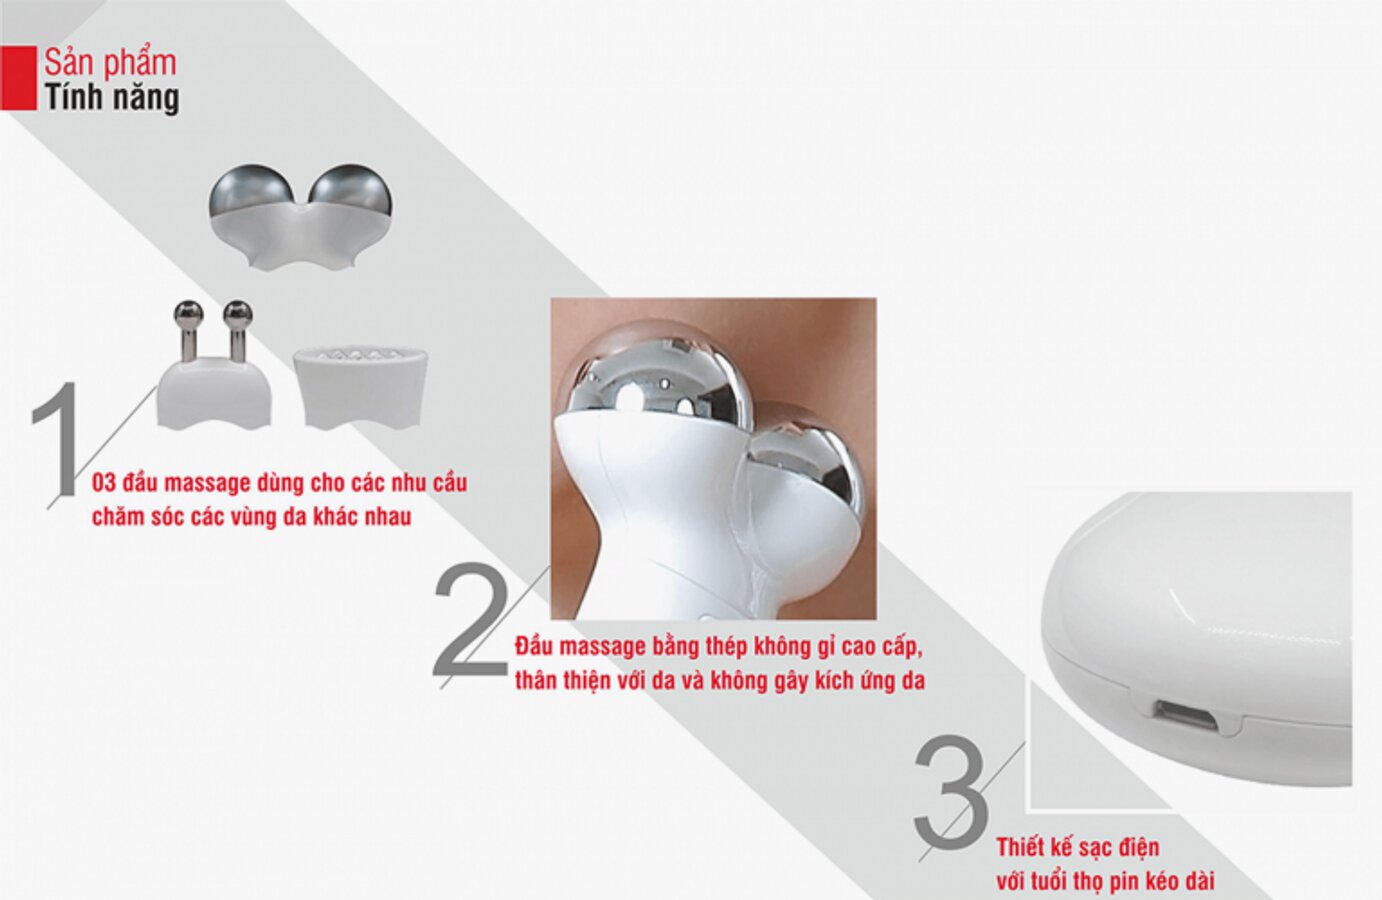 Sản phẩm
Tính năng
1
03 đầu massage dùng cho các nhu cầu
chăm sóc các vùng da khác nhau
2
Đầu massage bằng thép không gỉ cao cấp,
thân thiện với da và không gây kích ứng da
3
Thiết kế sạc điện
với tuổi thọ pin kéo dài